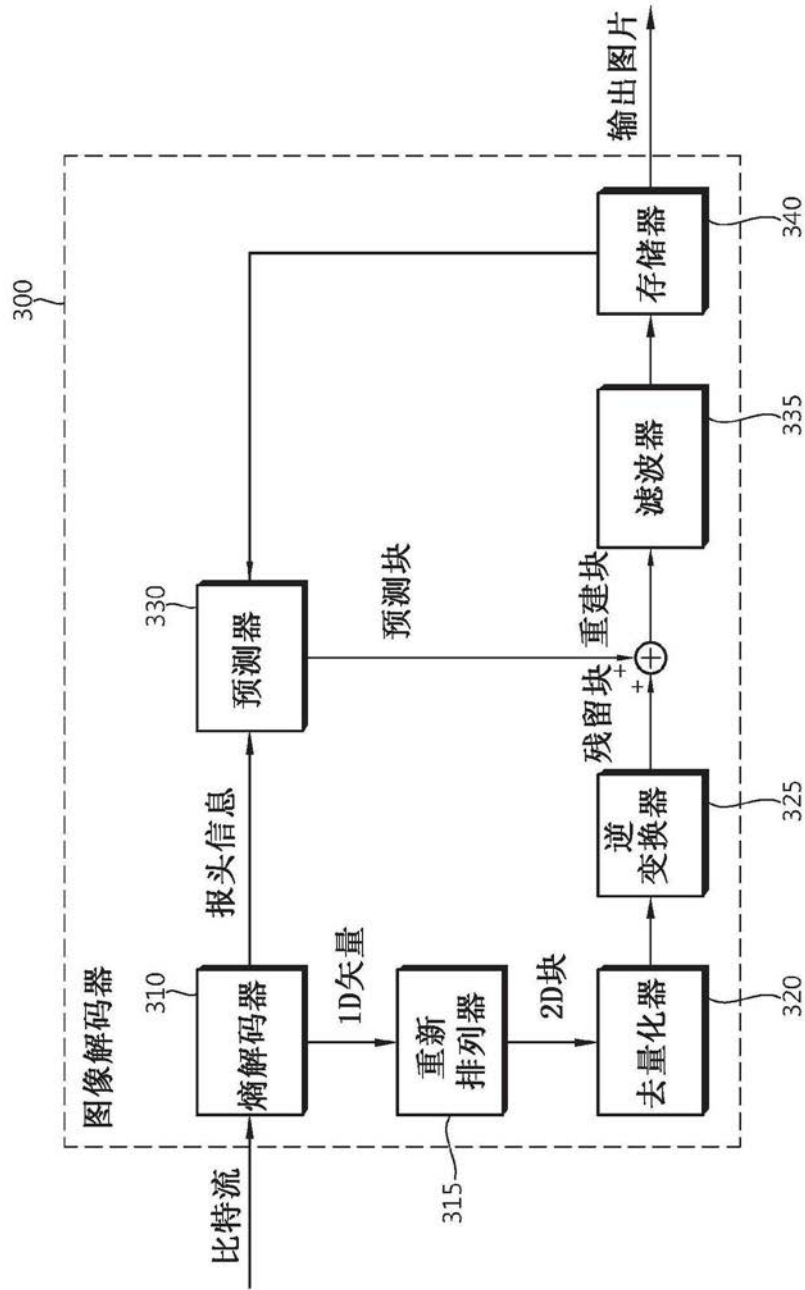 300
图像解码器
比特流
310
熵解码器
报头信息
330
预测器
1D矢量
315
重新
排列器
2D块
320
去量化器
325
逆
变换器
残留块
+
+
预测块
重建块
335
滤波器
340
存储器
输出图片